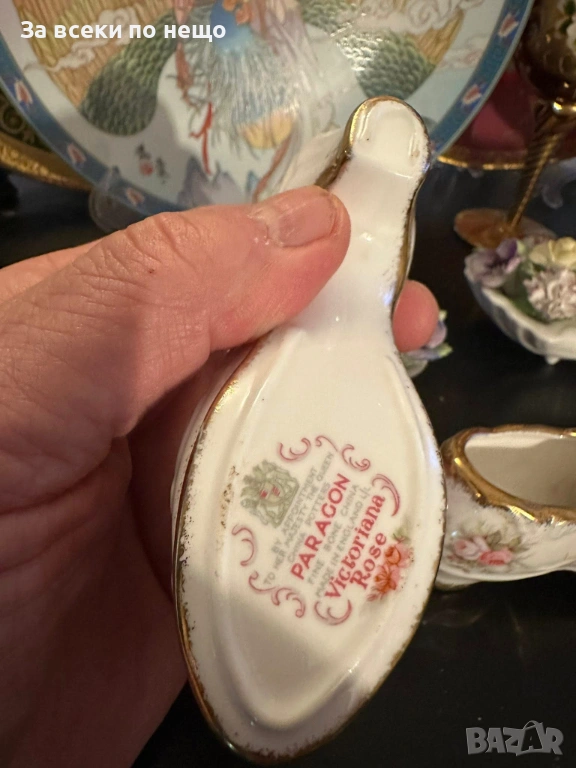 За всеки по нещо
BY APPOINTMENT
TO HER MAJESTY THE QUEEN
PARAGON
FINE BONE CHINA
MADE IN ENGLAND
Victoriana
Rose
BAZAR